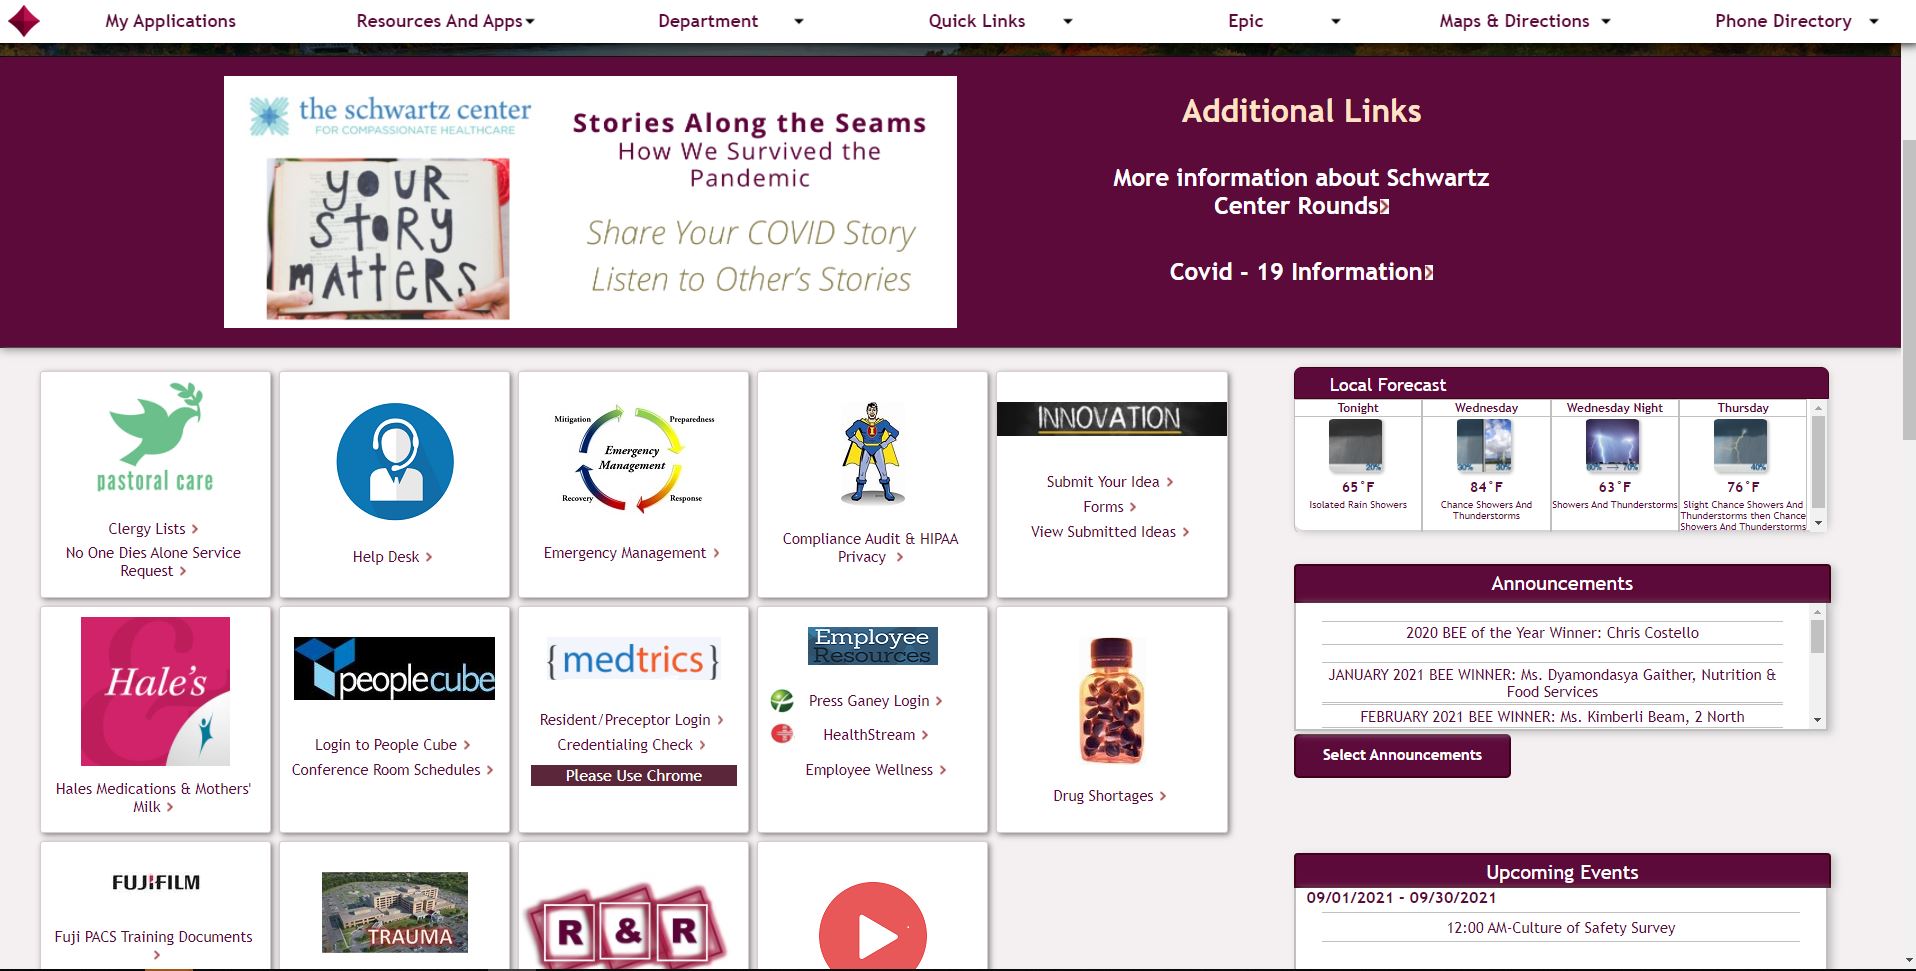 My Applications
Resources And Apps
Department
Quick Links
Epic
Maps & Directions
Phone Directory
the schwartz center
FOR COMPASSIONATE HEALTHCARE
YOUR
STORY
MATTERS
Stories Along the Seams
How We Survived the
Pandemic
Share Your COVID Story
Listen to Other's Stories
Additional Links
More information about Schwartz
Center Rounds
Covid - 19 Information
pastoral care
Clergy Lists
No One Dies Alone Service
Request
Help Desk
Mitigation
Preparedness
Emergency
Management
Recovery
Response
Emergency Management
I
Compliance Audit & HIPAA
Privacy
INNOVATION
Submit Your Idea
Forms
View Submitted Ideas
Local Forecast
Tonight
Wednesday
Wednesday Night
Thursday
20%
30%
30%
60%
70%
40%
65°F
84°F
63°F
76°F
Isolated Rain Showers
Chance Showers And
Thunderstorms
Showers And Thunderstorms
Slight Chance Showers And
Thunderstorms then Chance
Showers And Thunderstorms
Announcements
2020 BEE of the Year Winner: Chris Costello
JANUARY 2021 BEE WINNER: Ms. Dyamondasya Gaither, Nutrition &
Food Services
FEBRUARY 2021 BEE WINNER: Ms. Kimberli Beam, 2 North
Select Announcements
&
Hale's
Hales Medications & Mothers'
Milk
peoplecube
Login to People Cube
Conference Room Schedules
{medtrics}
Resident/Preceptor Login
Credentialing Check
Please Use Chrome
Employee
Resources
Press Ganey Login
HealthStream
Employee Wellness
Drug Shortages
FUJIFILM
Fuji PACS Training Documents
TRAUMA
R & R
Upcoming Events
09/01/2021 - 09/30/2021
12:00 AM-Culture of Safety Survey